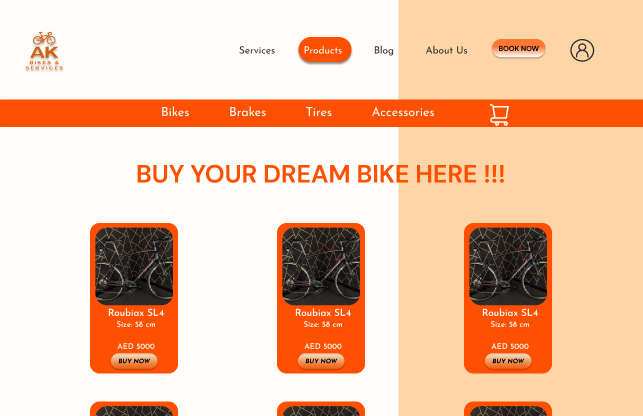 AK
BIKES &
SERVICES
Services Products Blog About Us BOOK NOW
Bikes Brakes Tires Accessories
BUY YOUR DREAM BIKE HERE !!!
Roubiax SL4 Roubiax SL4 Roubiax SL4
Size: 58 cm Size: 58 cm Size: 58 cm
AED 5000 AED 5000 AED 5000
BUY NOW BUY NOW BUY NOW